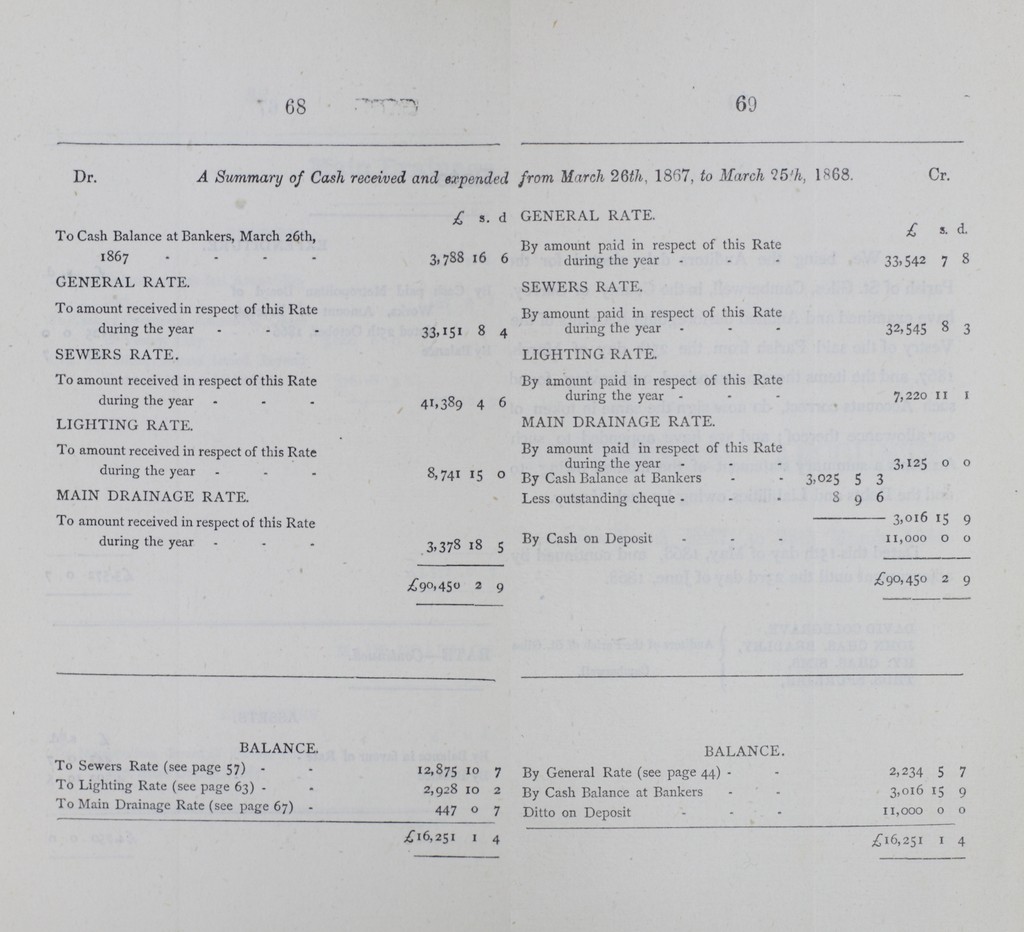 68
Dr. A Summary of Cash received and expended
£ s. d
To Cash Balance at Bankers, March 26th,
1867 - - - - 3,788 16 6
GENERAL RATE.
To amount received in respect of this Rate
during the year - - - 33,151 8 4
SEWERS RATE.
To amount received in respect of this Rate
during the year - - - 41,389 4 6
LIGHTING RATE.
To amount received in respect of this Rate
during the year - - - 8,741 15 0
MAIN DRAINAGE RATE.
To amount received in respect of this Rate
during the year - - - 3,378 18 5
£90,450 2 9
BALANCE.
To Sewers Rate (see page 57) - - 12,875 10 7
To Lighting Rate (see page 63) - - 2,928 10 2
To Main Drainage Rate (see page 67) - 447 0 7
£16,251 1 4
69
from March 26th, 1867, to March 25th, 1868. Cr.
GENERAL RATE.
£ s. d.
By amount paid in respect of this Rate
during the year - - - 33,542 7 8
SEWERS RATE.
By amount paid in respect of this Rate
during the year - - - 32,545 8 3
LIGHTING RATE.
By amount paid in respect of this Rate
during the year - - - 7,220 11 1
MAIN DRAINAGE RATE.
By amount paid in respect of this Rate
during the year - - - 3,125 0 0
By Cash Balance at Bankers - - 3,025 5 3
Less outstanding cheque - - - 8 9 6
3,016 15 9
By Cash on Deposit - - - 11,000 0 0
£90,450 2 9
BALANCE.
By General Rate (see page 44) - - 2,234 5 7
By Cash Balance at Bankers - - 3,016 15 9
Ditto on Deposit - - - 11,000 0 0
£16,251 1 4